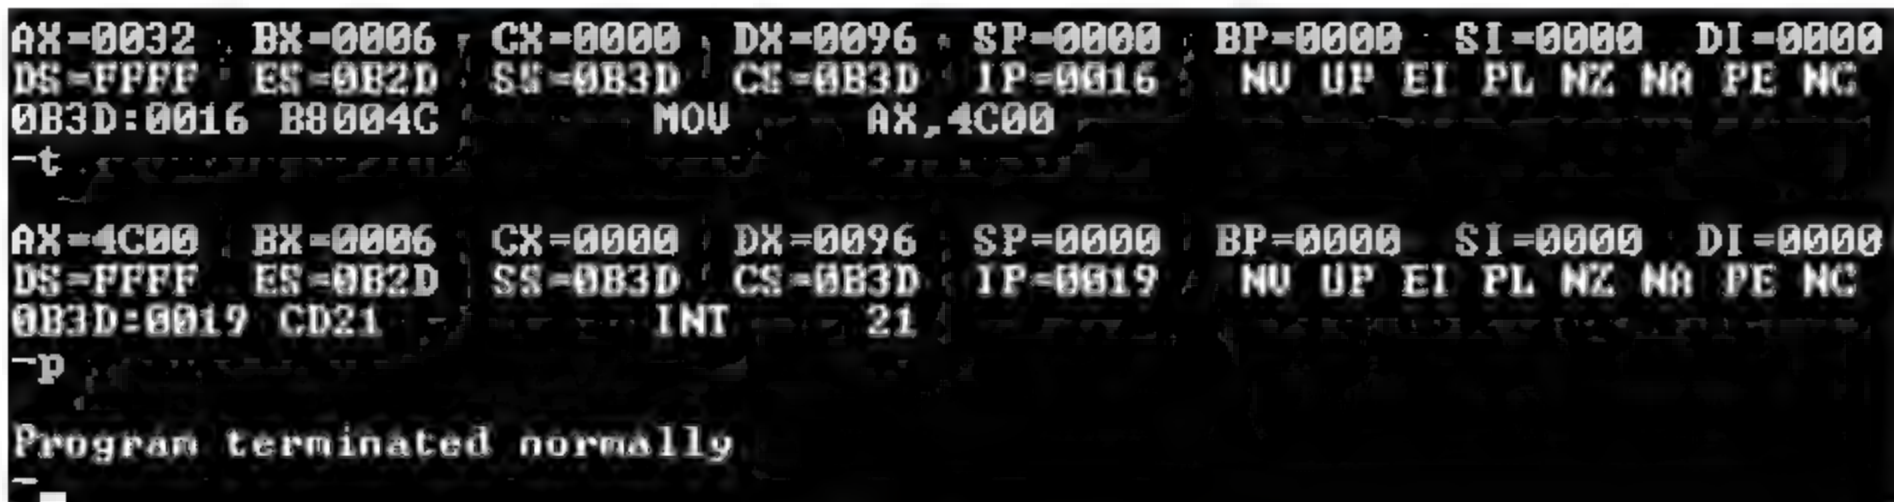 AX=0032 BX=0006 CX=0000 DX=0096 SP=0000 BP=0000 SI=0000 DI=0000
DS=FFFF ES=0B2D SS=0B3D CS=0B3D IP=0016 NV UP EI PL NZ NA PE NC
0B3D:0016 B8004C MOV AX,4C00
-t
AX=4C00 BX=0006 CX=0000 DX=0096 SP=0000 BP=0000 SI=0000 DI=0000
DS=FFFF ES=0B2D SS=0B3D CS=0B3D IP=0019 NV UP EI PL NZ NA PE NC
0B3D:0019 CD21 INT 21
-p
Program terminated normally
-